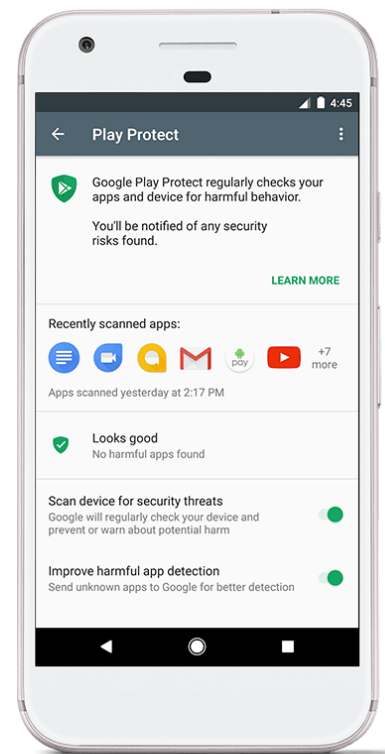 4:45
Play Protect
Google Play Protect regularly checks your
apps and device for harmful behavior.
You'll be notified of any security
risks found.
LEARN MORE
Recently scanned apps:
pay
+7
more
Apps scanned yesterday at 2:17 PM
Looks good
No harmful apps found
Scan device for security threats
Google will regularly check your device and
prevent or warn about potential harm
Improve harmful app detection
Send unknown apps to Google for better detection